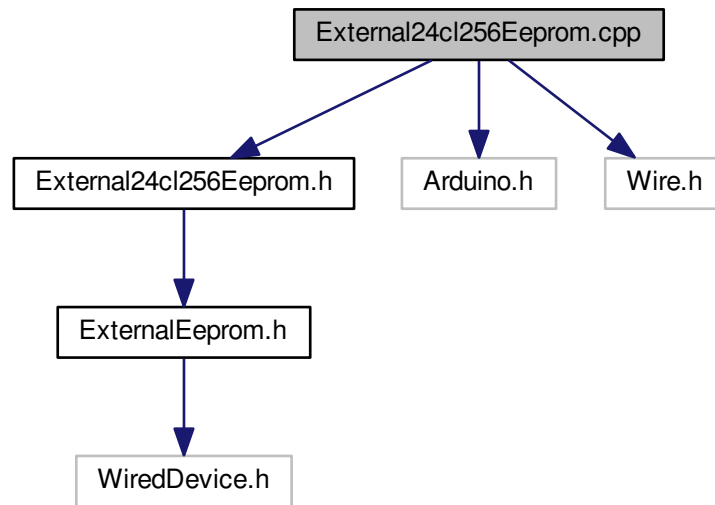 External24cl256Eeprom.cpp
External24cl256Eeprom.h
Arduino.h
Wire.h
ExternalEeprom.h
WiredDevice.h